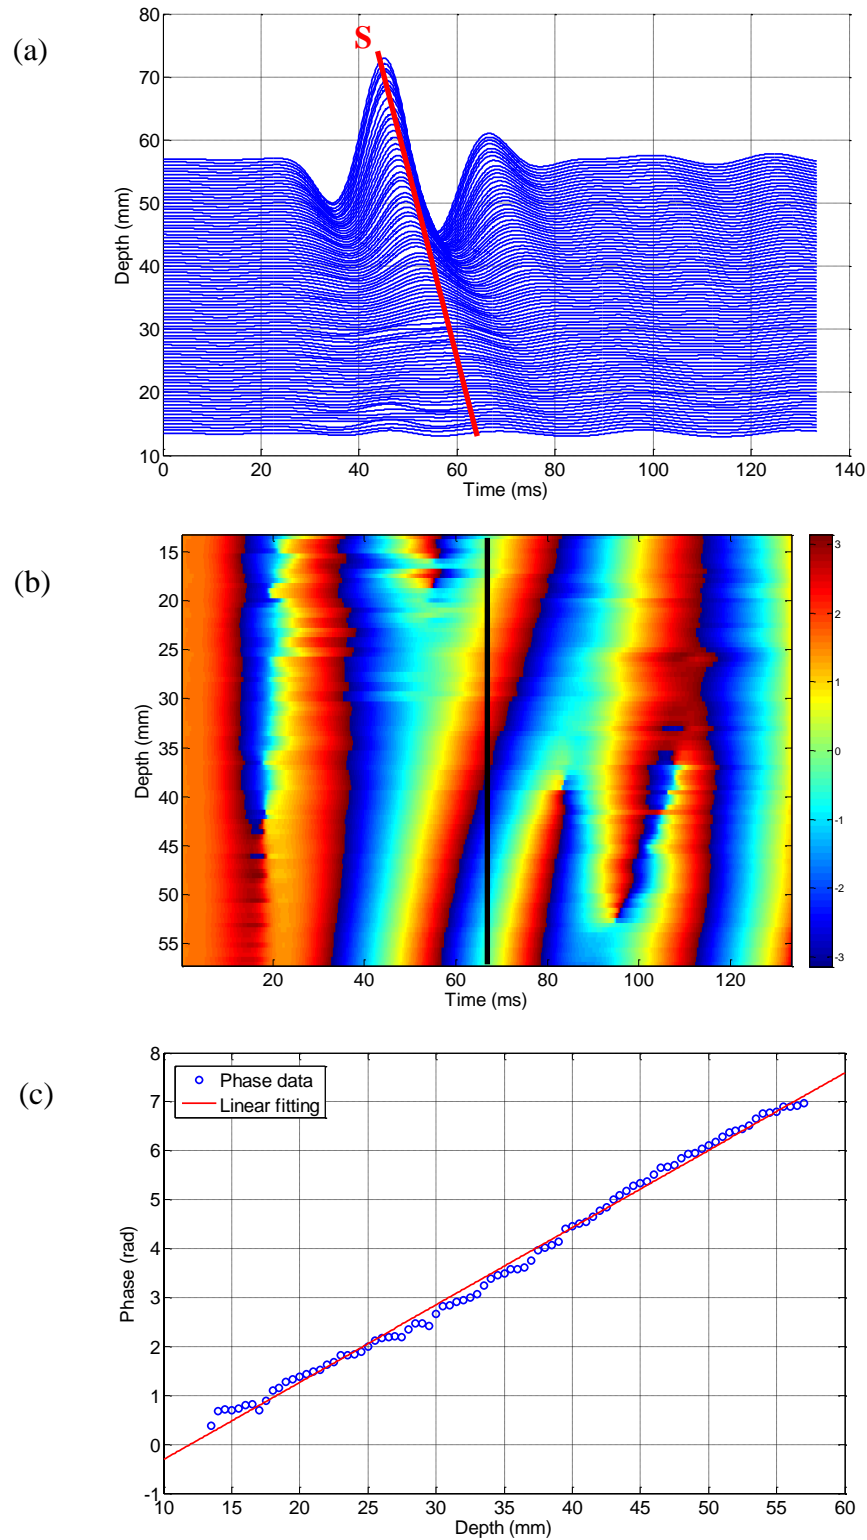 (a)
S
80
70
60
50
40
30
20
10
Depth (mm)
0 20 40 60 80 100 120 140
Time (ms)
(b)
15
20
25
30
35
40
45
50
55
Depth (mm)
20 40 60 80 100 120
Time (ms)
3
2
1
0
-1
-2
-3
(c)
8
7
6
5
4
3
2
1
0
-1
Phase (rad)
Phase data
Linear fitting
10 15 20 25 30 35 40 45 50 55 60
Depth (mm)